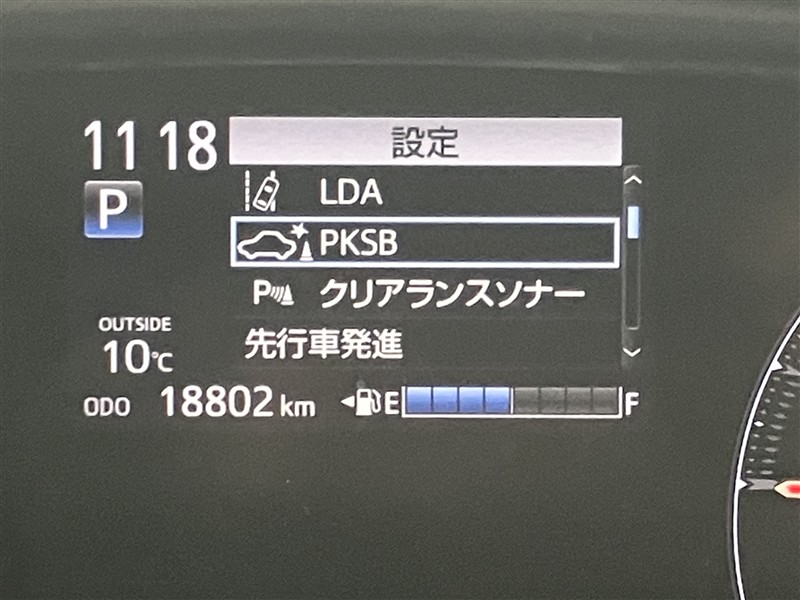 11 18
設定
P
LDA
PKSB
P クリアランスソナー
先行車発進
OUTSIDE
10℃
ODO 18802 km
E F